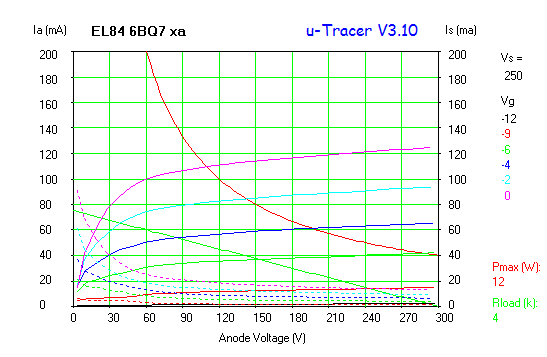 Ia (mA) EL84 6BQ7 xa u-Tracer V3.10 Is (ma)
200 200
160 160
140 140
120 120
100 100
80 80
60 60
40 40
20 20
0 0
0 30 60 90 120 150 180 210 240 270 300
Anode Voltage (V)
Vs =
250
Vg
-12
-9
-6
-4
-2
0
Pmax (W):
12
Rload (k):
4